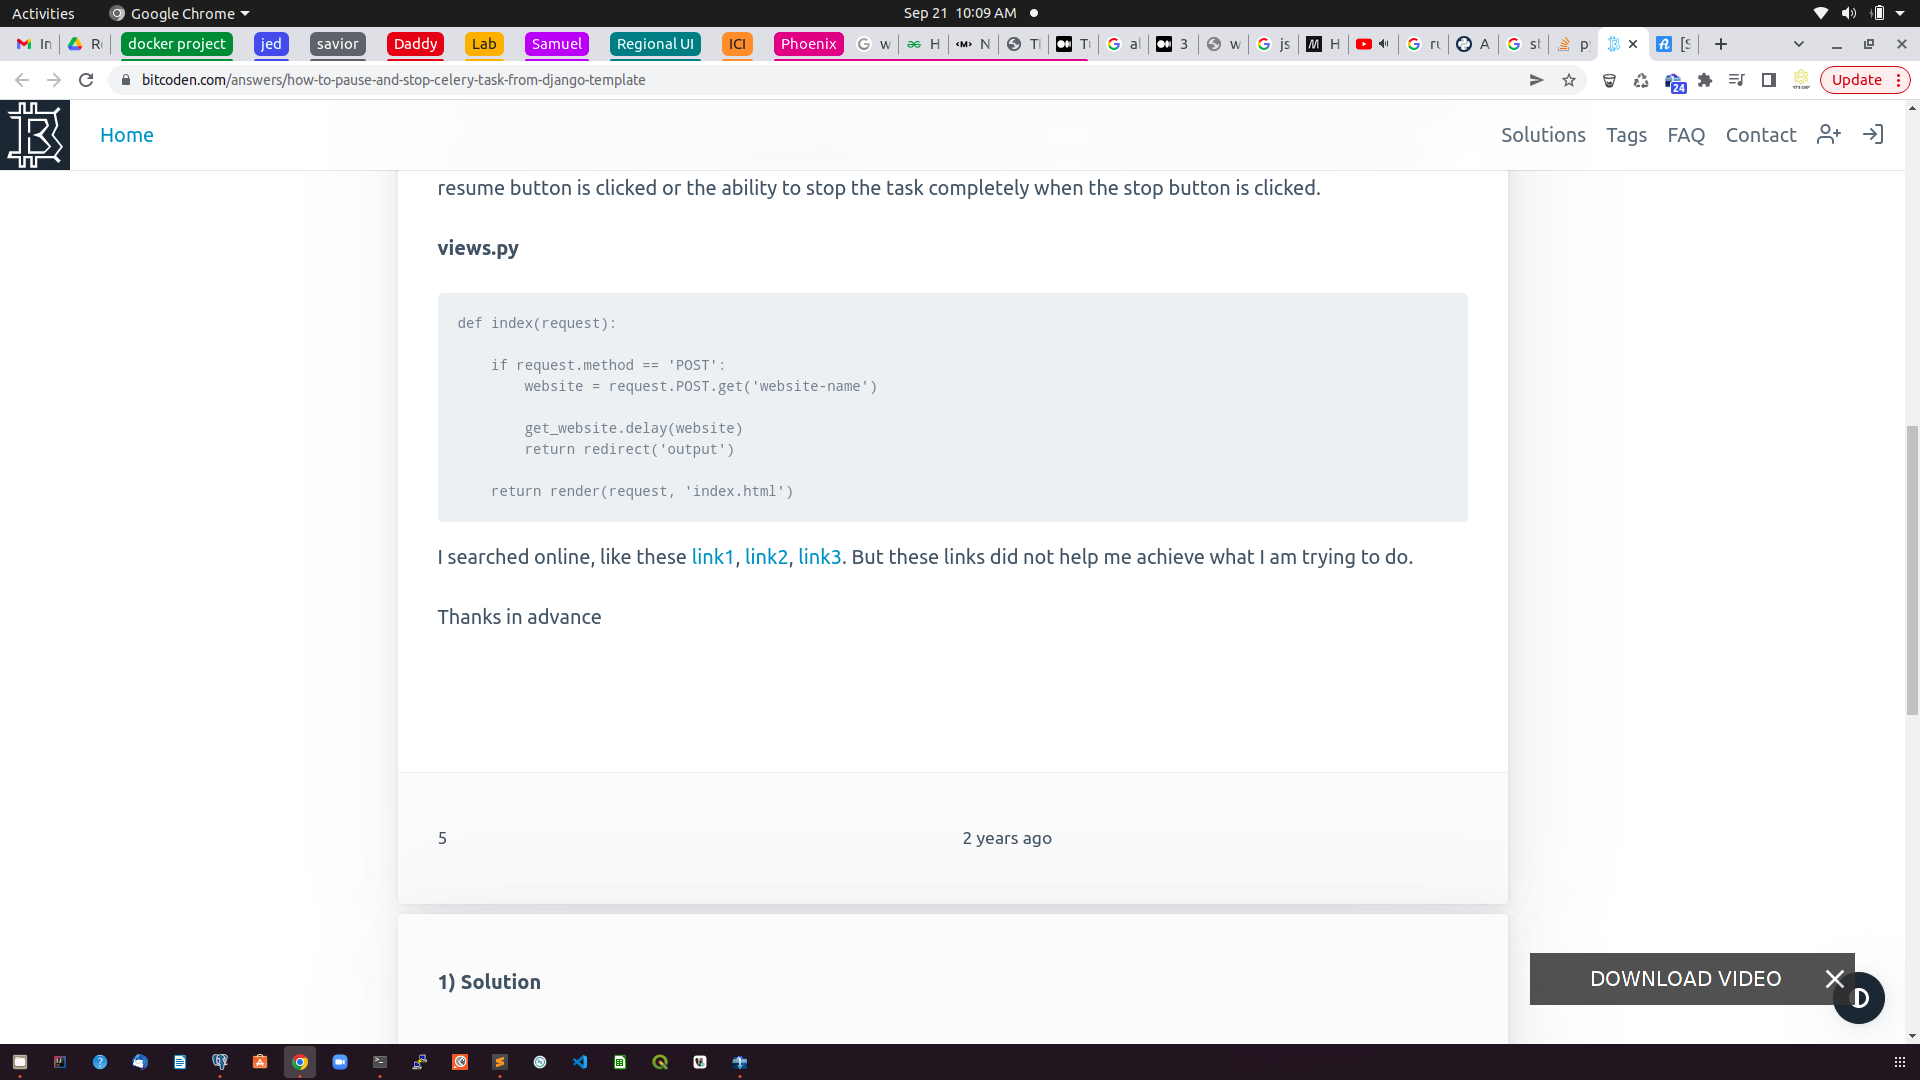 Activities
Google Chrome
Sep 21 10:09 AM
In
Re
docker project
jed
savior
Daddy
Lab
Samuel
Regional UI
ICI
Phoenix
w
H
N
Th
al
3
w
js
H
ru
A
sl
py
[S
bitcoden.com/answers/how-to-pause-and-stop-celery-task-from-django-template
24
Update
Home
Solutions
Tags
FAQ
Contact
resume button is clicked or the ability to stop the task completely when the stop button is clicked.
views.py
def index(request):
if request.method == 'POST':
website = request.POST.get('website-name')
get_website.delay(website)
return redirect('output')
return render(request, 'index.html')
I searched online, like these link1, link2, link3. But these links did not help me achieve what I am trying to do.
Thanks in advance
5
2 years ago
1) Solution
DOWNLOAD VIDEO